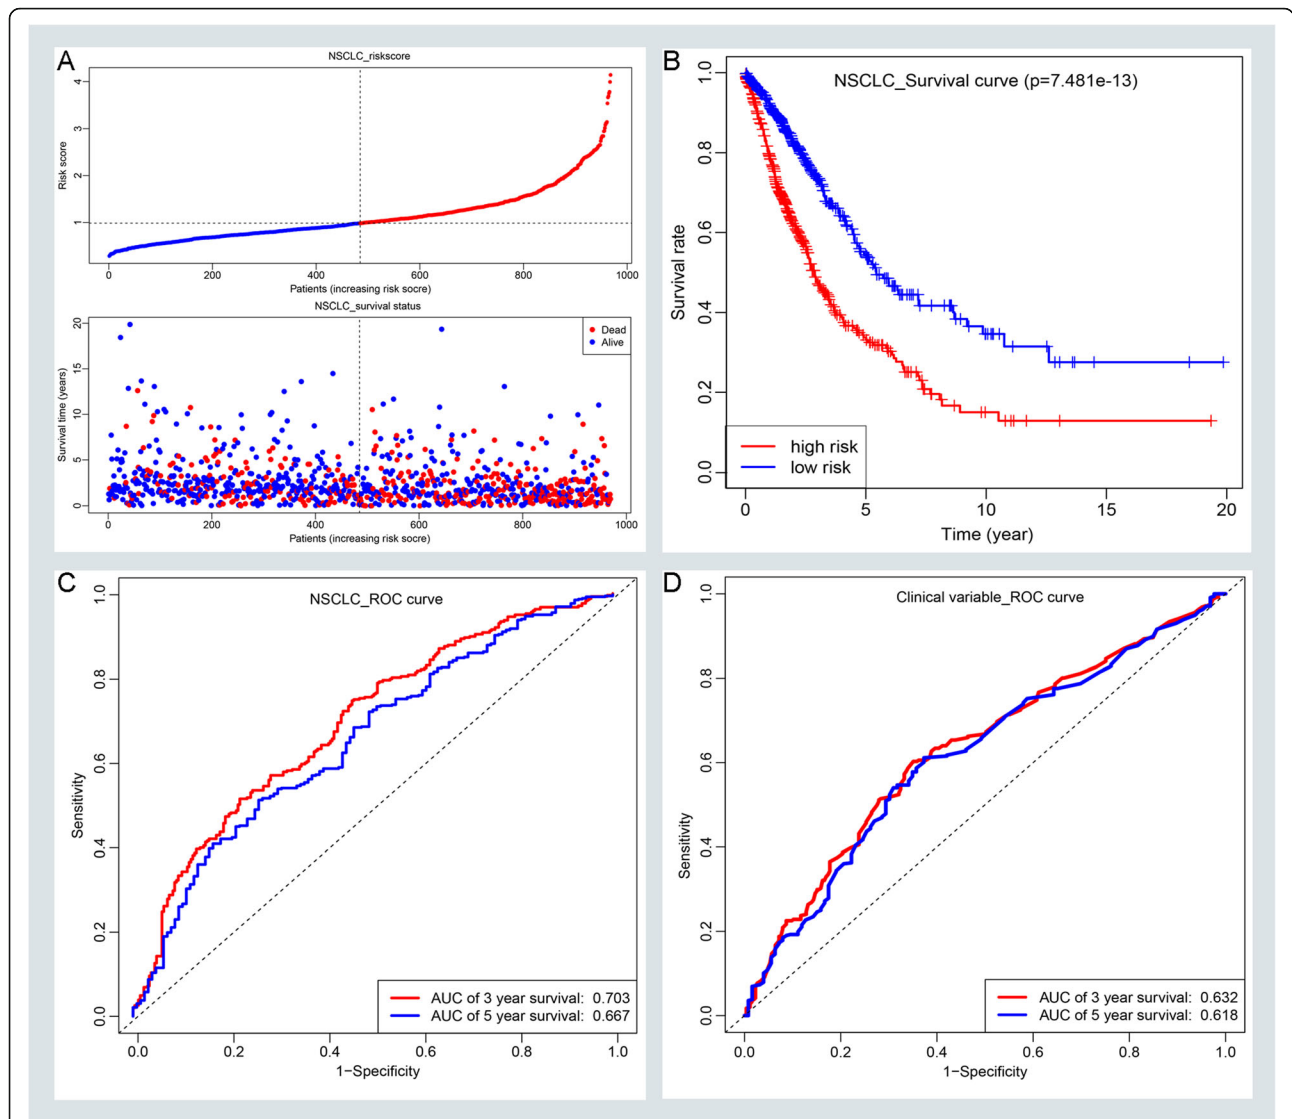 A
NSCLC_riskscore
4
3
2
1
Risk score
0
200
400
600
800
1000
Patients (increasing risk socre)
NSCLC_survival status
20
15
10
5
0
Survival time (years)
Dead
Alive
0
200
400
600
800
1000
Patients (increasing risk socre)
B
NSCLC_Survival curve (p=7.481e-13)
1.0
0.8
0.6
0.4
0.2
0.0
Survival rate
high risk
low risk
0
5
10
15
20
Time (year)
C
NSCLC_ROC curve
1.0
0.8
0.6
0.4
0.2
0.0
Sensitivity
AUC of 3 year survival: 0.703
AUC of 5 year survival: 0.667
0.0
0.2
0.4
0.6
0.8
1.0
1−Specificity
D
Clinical variable_ROC curve
1.0
0.8
0.6
0.4
0.2
0.0
Sensitivity
AUC of 3 year survival: 0.632
AUC of 5 year survival: 0.618
0.0
0.2
0.4
0.6
0.8
1.0
1−Specificity